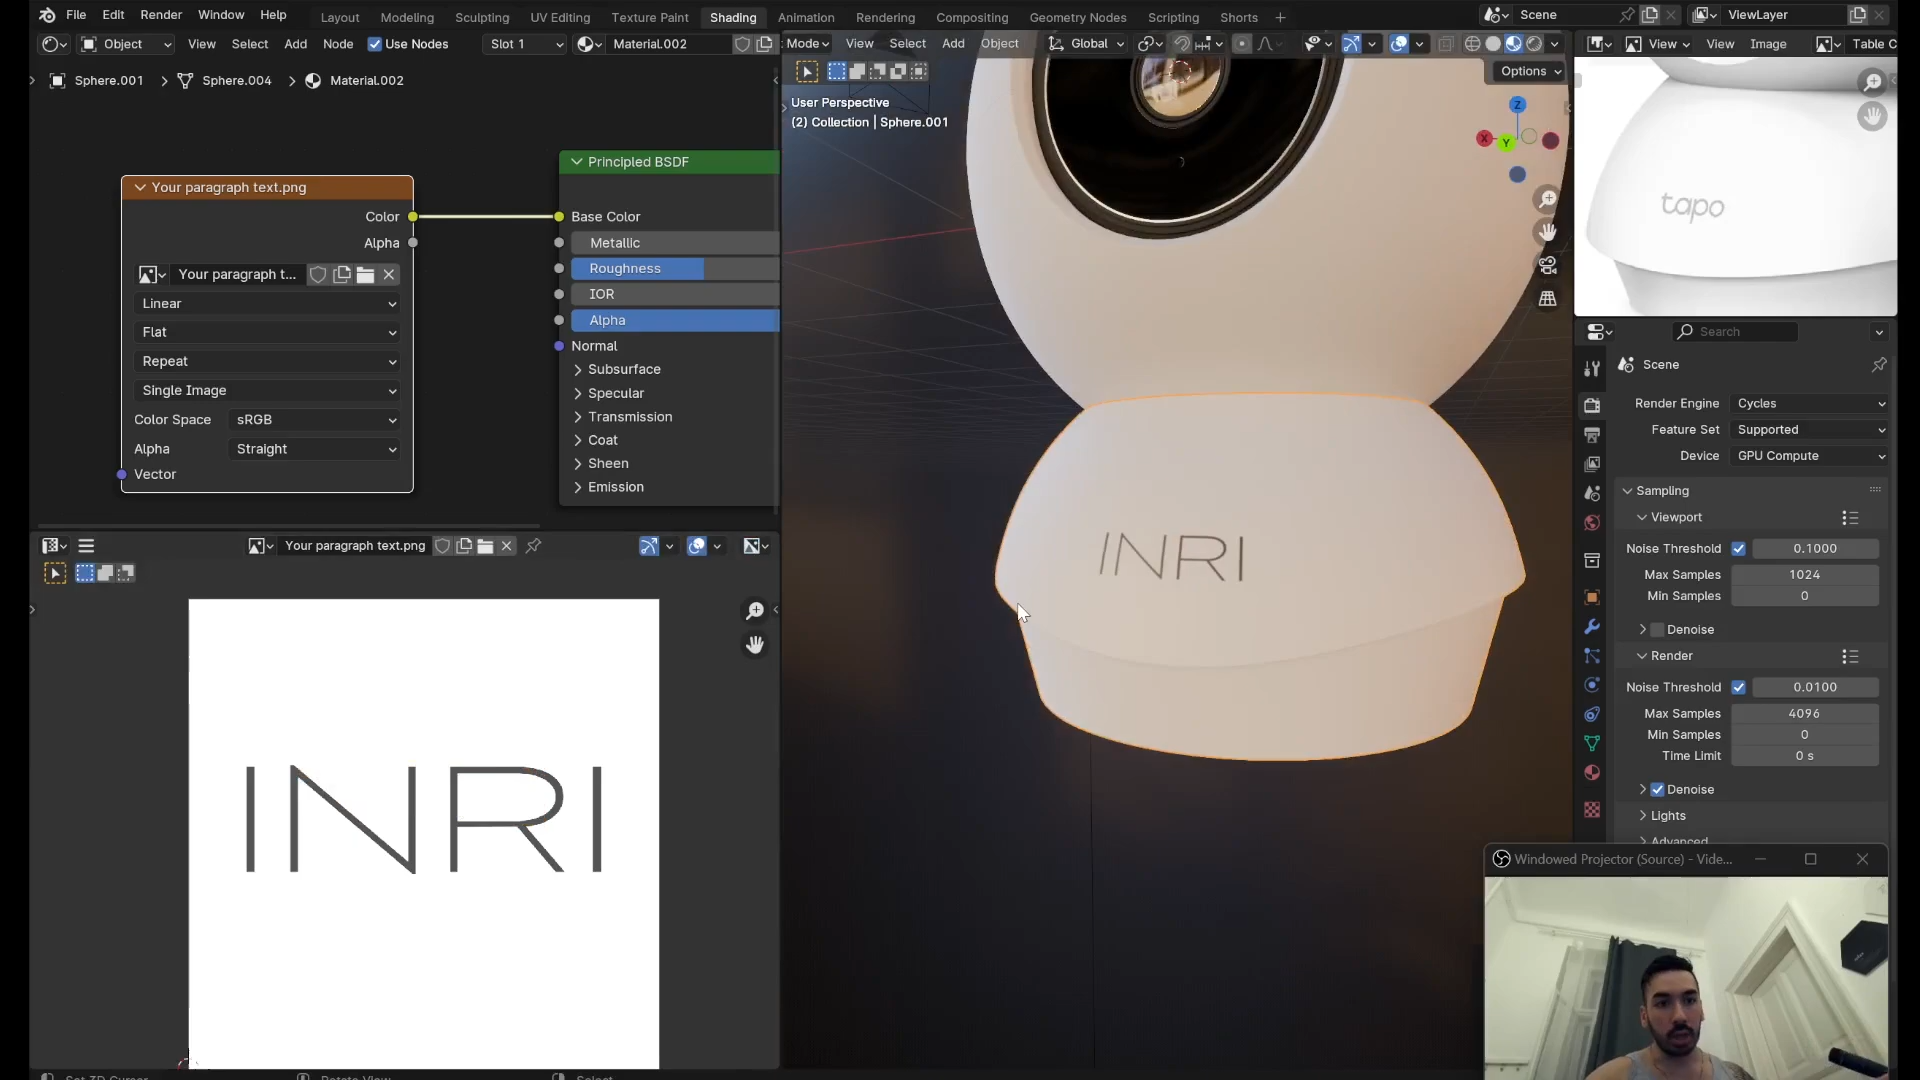 File Edit Render Window Help Layout Modeling Sculpting UV Editing Texture Paint Shading Animation Rendering Compositing Geometry Nodes Scripting Shorts + Scene ViewLayer
Object View Select Add Node Use Nodes Slot 1 Material.002 Mode View Select Add Object Global View View Image Table C
Sphere.001 > Sphere.004 > Material.002
Options
User Perspective
(2) Collection | Sphere.001
Z
X
Y
Your paragraph text.png
Color
Alpha
Your paragraph t...
Linear
Flat
Repeat
Single Image
Color Space sRGB
Alpha Straight
Vector
Principled BSDF
Base Color
Metallic
Roughness
IOR
Alpha
Normal
Subsurface
Specular
Transmission
Coat
Sheen
Emission
tapo
Search
Scene
Render Engine Cycles
Feature Set Supported
Device GPU Compute
Sampling
Viewport
Noise Threshold 0.1000
Max Samples 1024
Min Samples 0
Denoise
Render
Noise Threshold 0.0100
Max Samples 4096
Min Samples 0
Time Limit 0 s
Denoise
Lights
Advanced
Your paragraph text.png
INRI
INRI
Windowed Projector (Source) - Vide...
Set 3D Cursor Rotate View Select